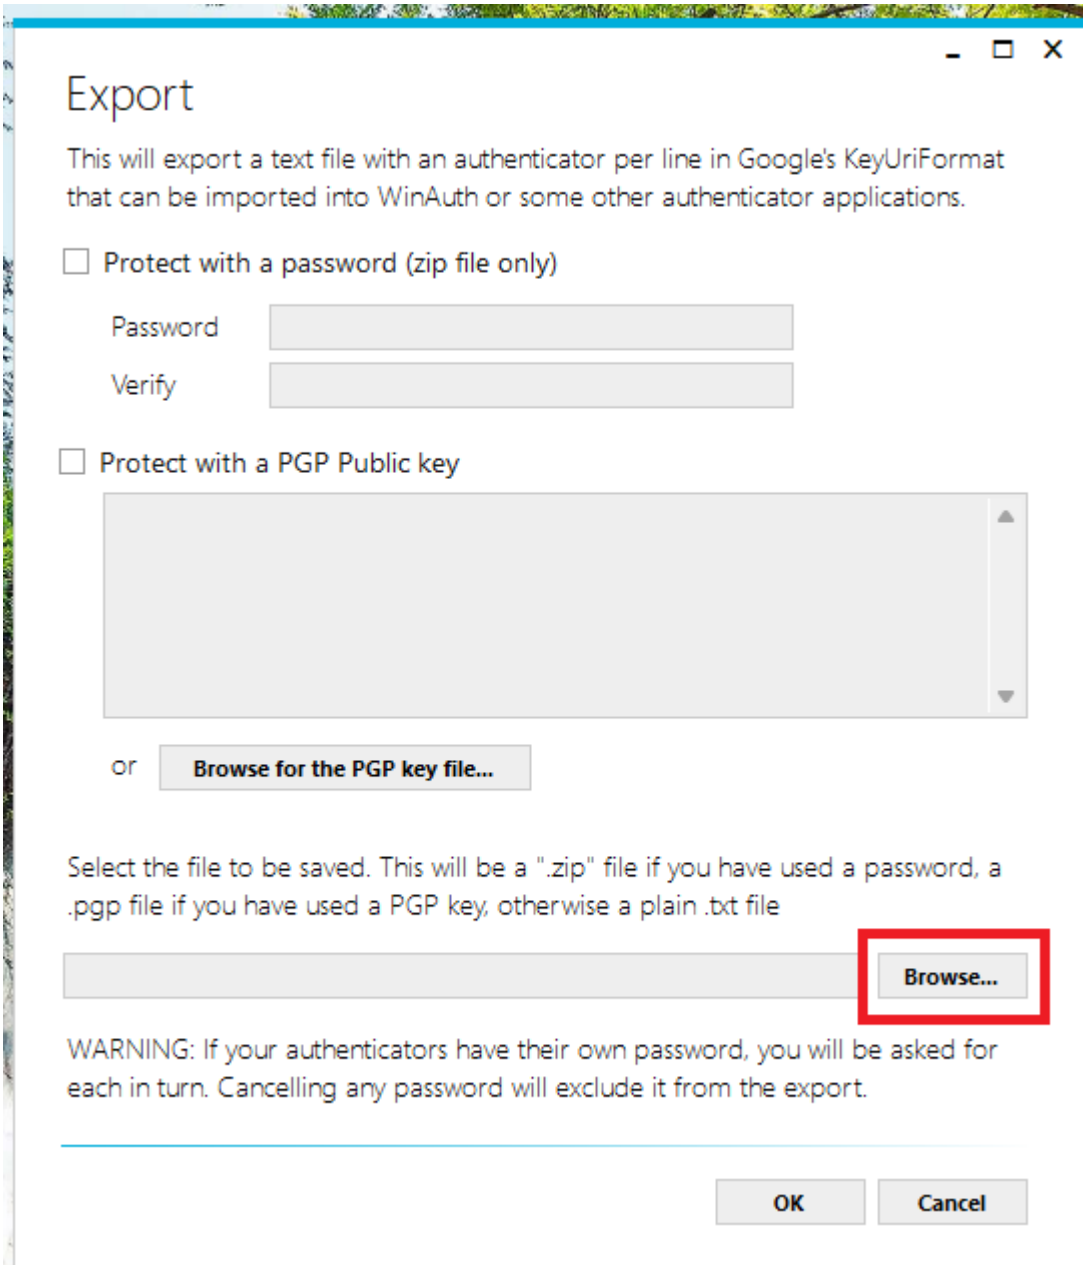 Export
This will export a text file with an authenticator per line in Google's KeyUriFormat
that can be imported into WinAuth or some other authenticator applications.
Protect with a password (zip file only)
Password
Verify
Protect with a PGP Public key
or Browse for the PGP key file...
Select the file to be saved. This will be a ".zip" file if you have used a password, a
.pgp file if you have used a PGP key, otherwise a plain .txt file
Browse...
WARNING: If your authenticators have their own password, you will be asked for
each in turn. Cancelling any password will exclude it from the export.
OK Cancel